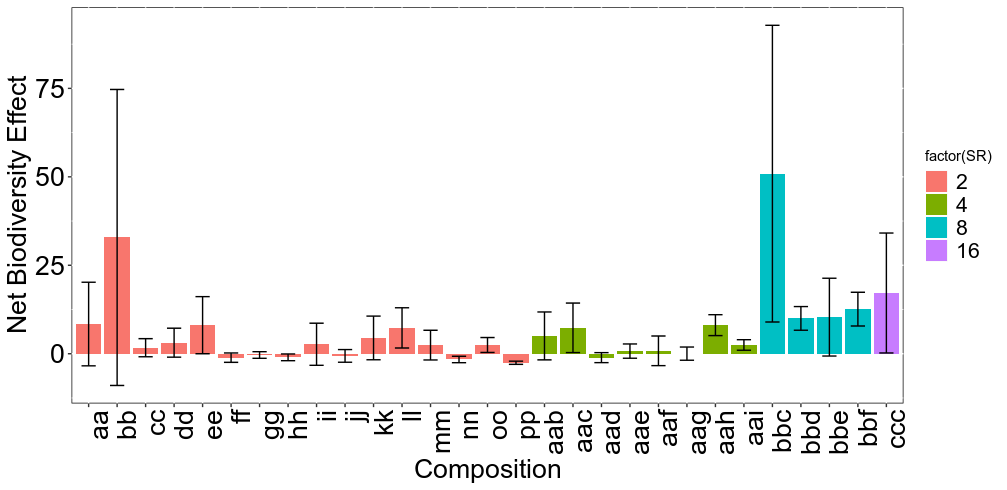 Net Biodiversity Effect
75
50
25
0
aa bb cc dd ee ff gg hh ii jj kk ll mm nn oo pp aab aac aad aae aaf aag aah aai bbc bbd bbe bbf ccc
Composition
factor(SR)
2
4
8
16